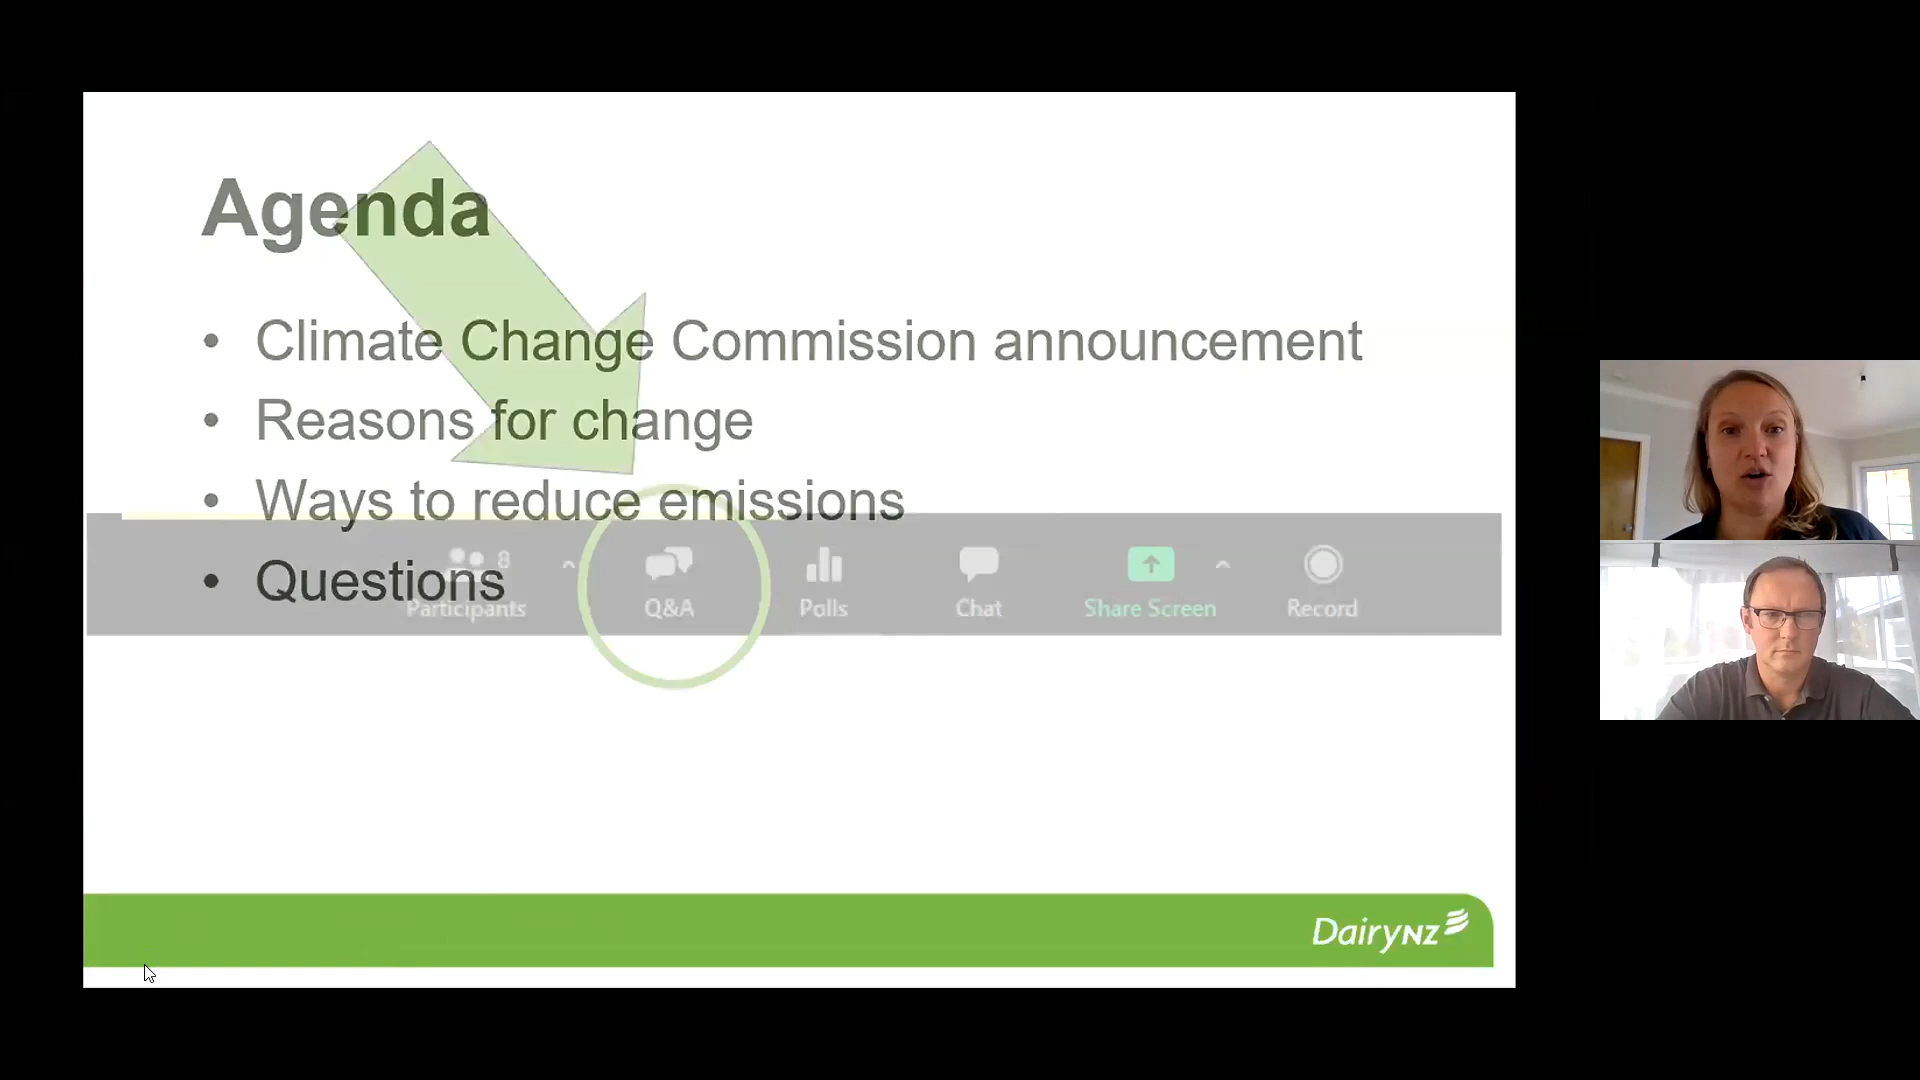 Agenda
• Climate Change Commission announcement
• Reasons for change
• Ways to reduce emissions
• Questions
8
Participants
Q&A
Polls
Chat
Share Screen
Record
DairyNZ